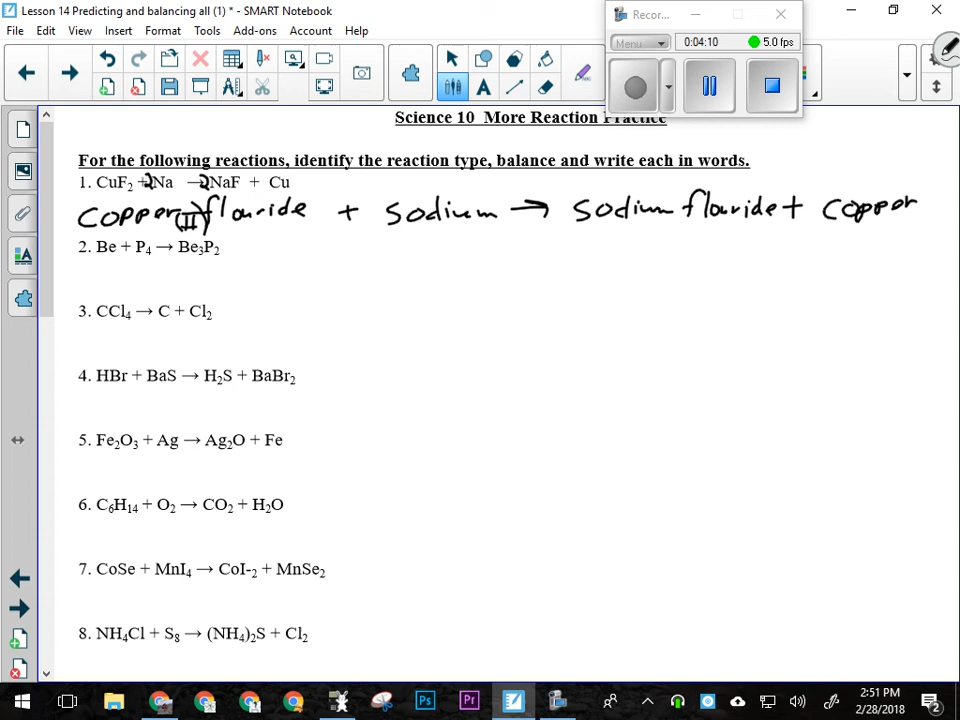 Lesson 14 Predicting and balancing all (1) * - SMART Notebook
Recor...
File Edit View Insert Format Tools Add-ons Account Help
Menu 0:04:10 5.0 fps
Science 10 More Reaction Practice
For the following reactions, identify the reaction type, balance and write each in words.
1. CuF₂ + 2Na → 2NaF + Cu
copper (II) flouride + sodium → sodium flouride + copper
2. Be + P₄ → Be₃P₂
3. CCl₄ → C + Cl₂
4. HBr + BaS → H₂S + BaBr₂
5. Fe₂O₃ + Ag → Ag₂O + Fe
6. C₆H₁₄ + O₂ → CO₂ + H₂O
7. CoSe + MnI₄ → CoI-₂ + MnSe₂
8. NH₄Cl + S₈ → (NH₄)₂S + Cl₂
Ps Pr 2:51 PM
2/28/2018 2